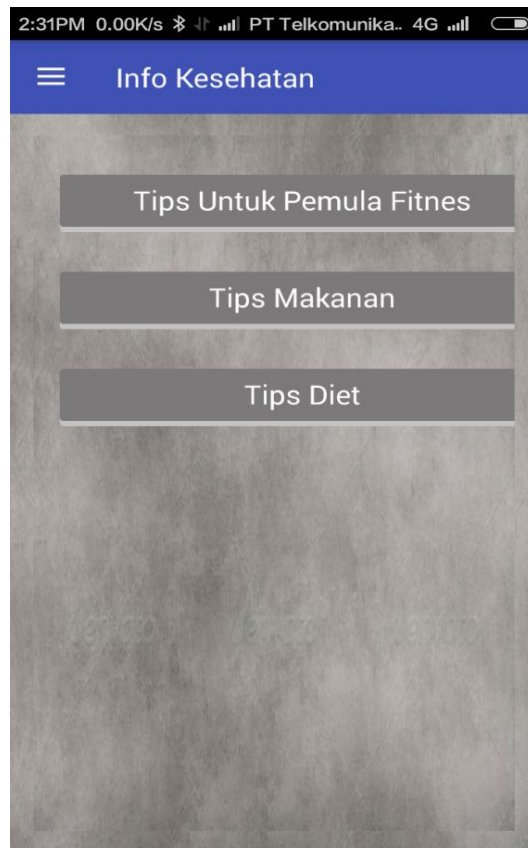 2:31PM 0.00K/s PT Telkomunika.. 4G
Info Kesehatan
Tips Untuk Pemula Fitnes
Tips Makanan
Tips Diet